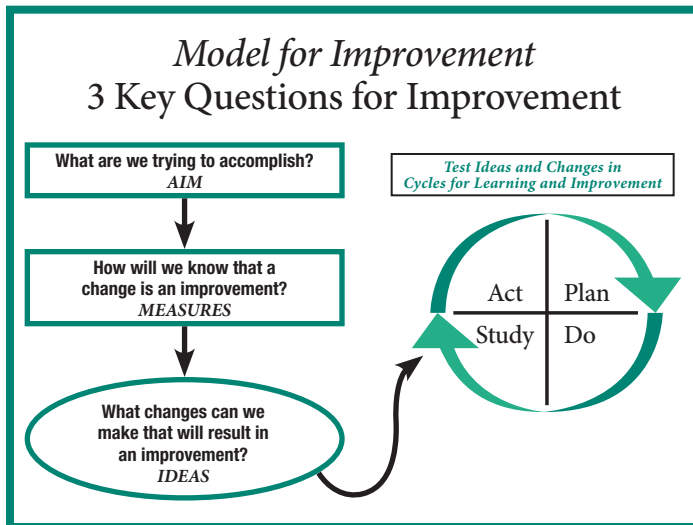 Model for Improvement
3 Key Questions for Improvement
What are we trying to accomplish?
AIM
How will we know that a
change is an improvement?
MEASURES
What changes can we
make that will result in
an improvement?
IDEAS
Test Ideas and Changes in
Cycles for Learning and Improvement
Act
Plan
Study
Do